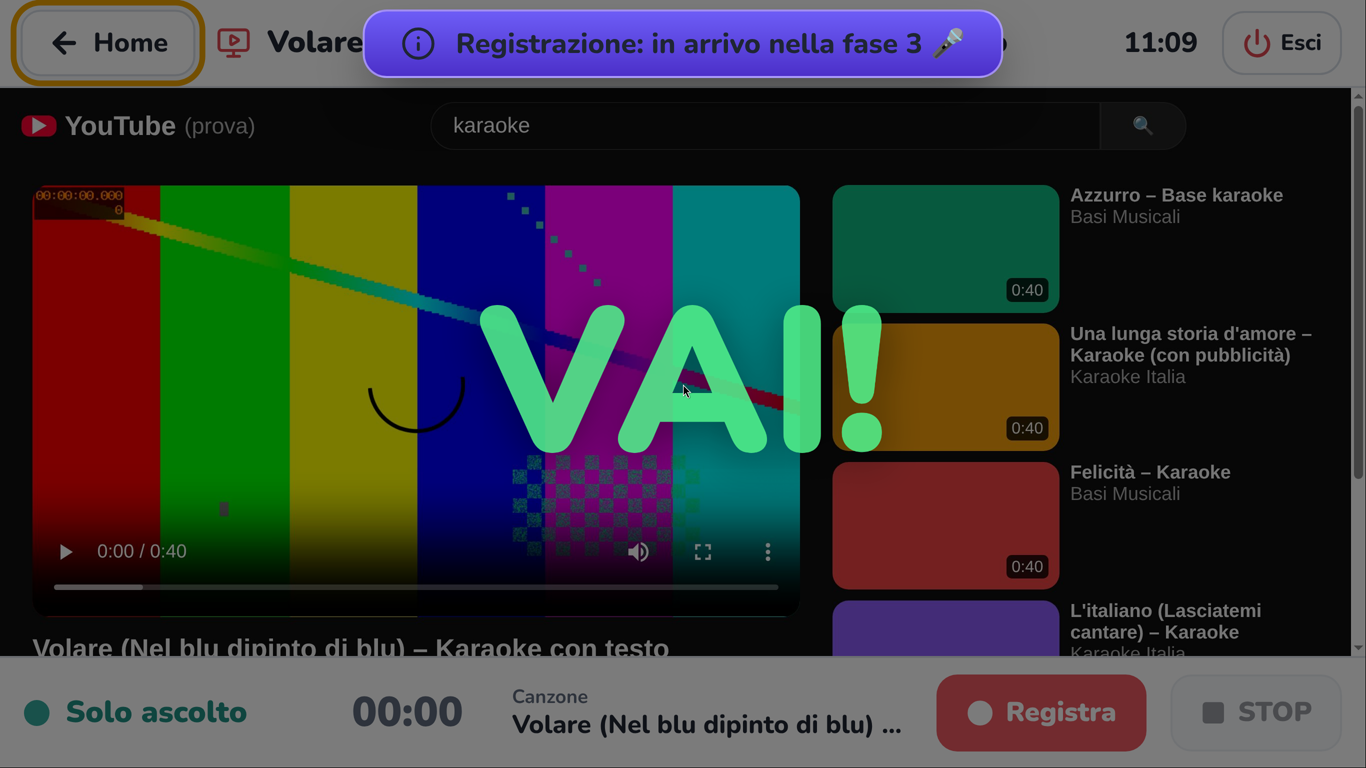 Home
Volare
Registrazione: in arrivo nella fase 3 🎤
11:09
Esci
YouTube (prova)
karaoke
00:00:00.000
0
Azzurro – Base karaoke
Basi Musicali
0:40
Una lunga storia d'amore –
Karaoke (con pubblicità)
Karaoke Italia
0:40
VAI!
Felicità – Karaoke
Basi Musicali
0:40
L'italiano (Lasciatemi
cantare) – Karaoke
Karaoke Italia
0:00 / 0:40
Volare (Nel blu dipinto di blu) – Karaoke con testo
Solo ascolto
00:00
Canzone
Volare (Nel blu dipinto di blu) ...
Registra
STOP